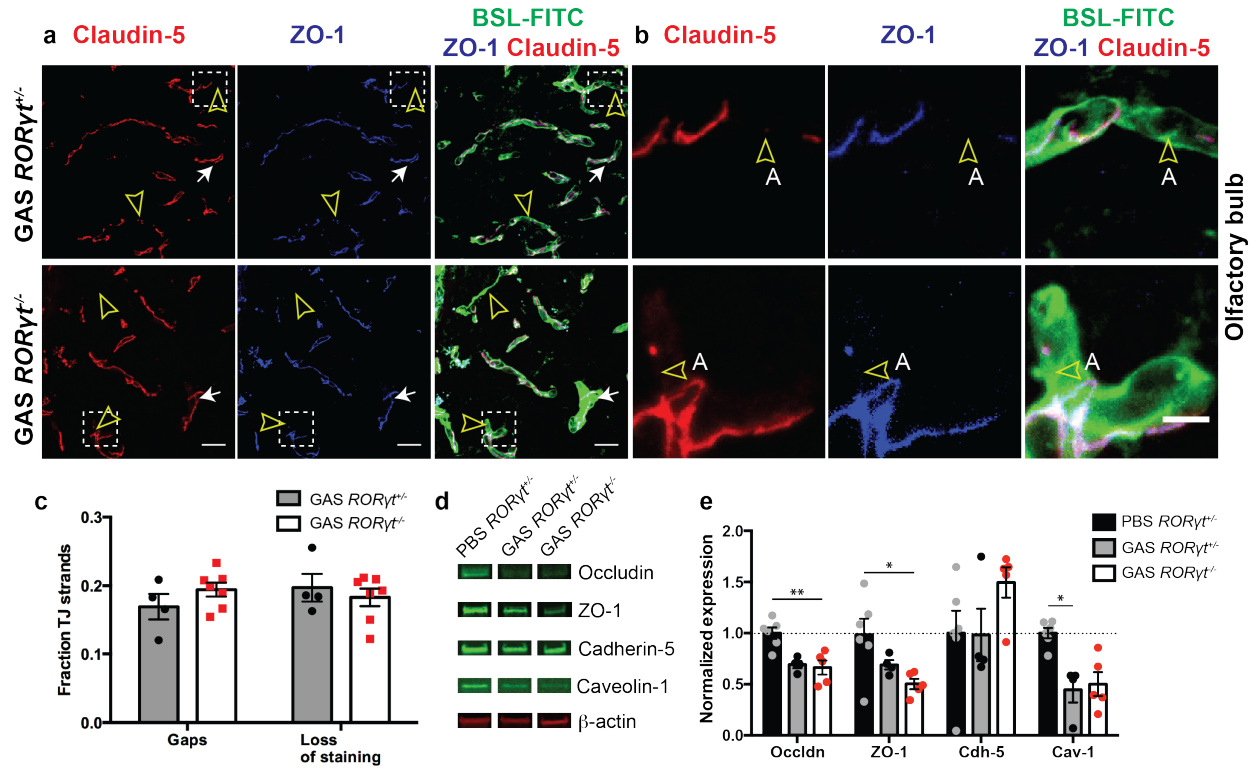 a
Claudin-5
ZO-1
BSL-FITC
ZO-1 Claudin-5
b
Claudin-5
ZO-1
BSL-FITC
ZO-1 Claudin-5
GAS RORγt+/-
A
A
A
GAS RORγt-/-
A
A
A
Olfactory bulb
c
GAS RORγt+/-
GAS RORγt-/-
Fraction TJ strands
0.3
0.2
0.1
0.0
Gaps
Loss
of staining
d
PBS RORγt+/-
GAS RORγt+/-
GAS RORγt-/-
Occludin
ZO-1
Cadherin-5
Caveolin-1
β-actin
e
PBS RORγt+/-
GAS RORγt+/-
GAS RORγt-/-
Normalized expression
2.0
1.5
1.0
0.5
0.0
**
*
*
Occldn
ZO-1
Cdh-5
Cav-1